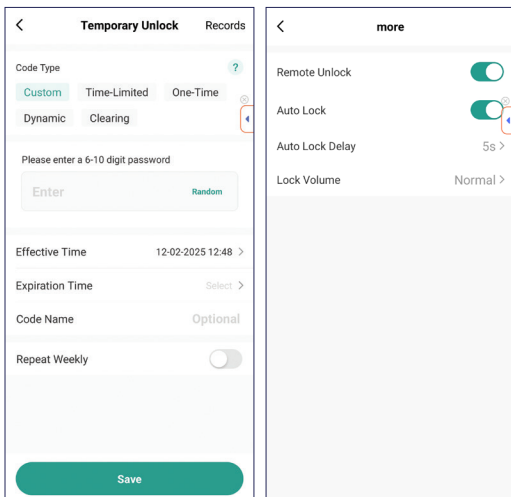 Temporary Unlock Records
Code Type ?
Custom Time-Limited One-Time
Dynamic Clearing
Please enter a 6-10 digit password
Enter Random
Effective Time 12-02-2025 12:48 >
Expiration Time Select >
Code Name Optional
Repeat Weekly
Save
more
Remote Unlock
Auto Lock
Auto Lock Delay 5s >
Lock Volume Normal >